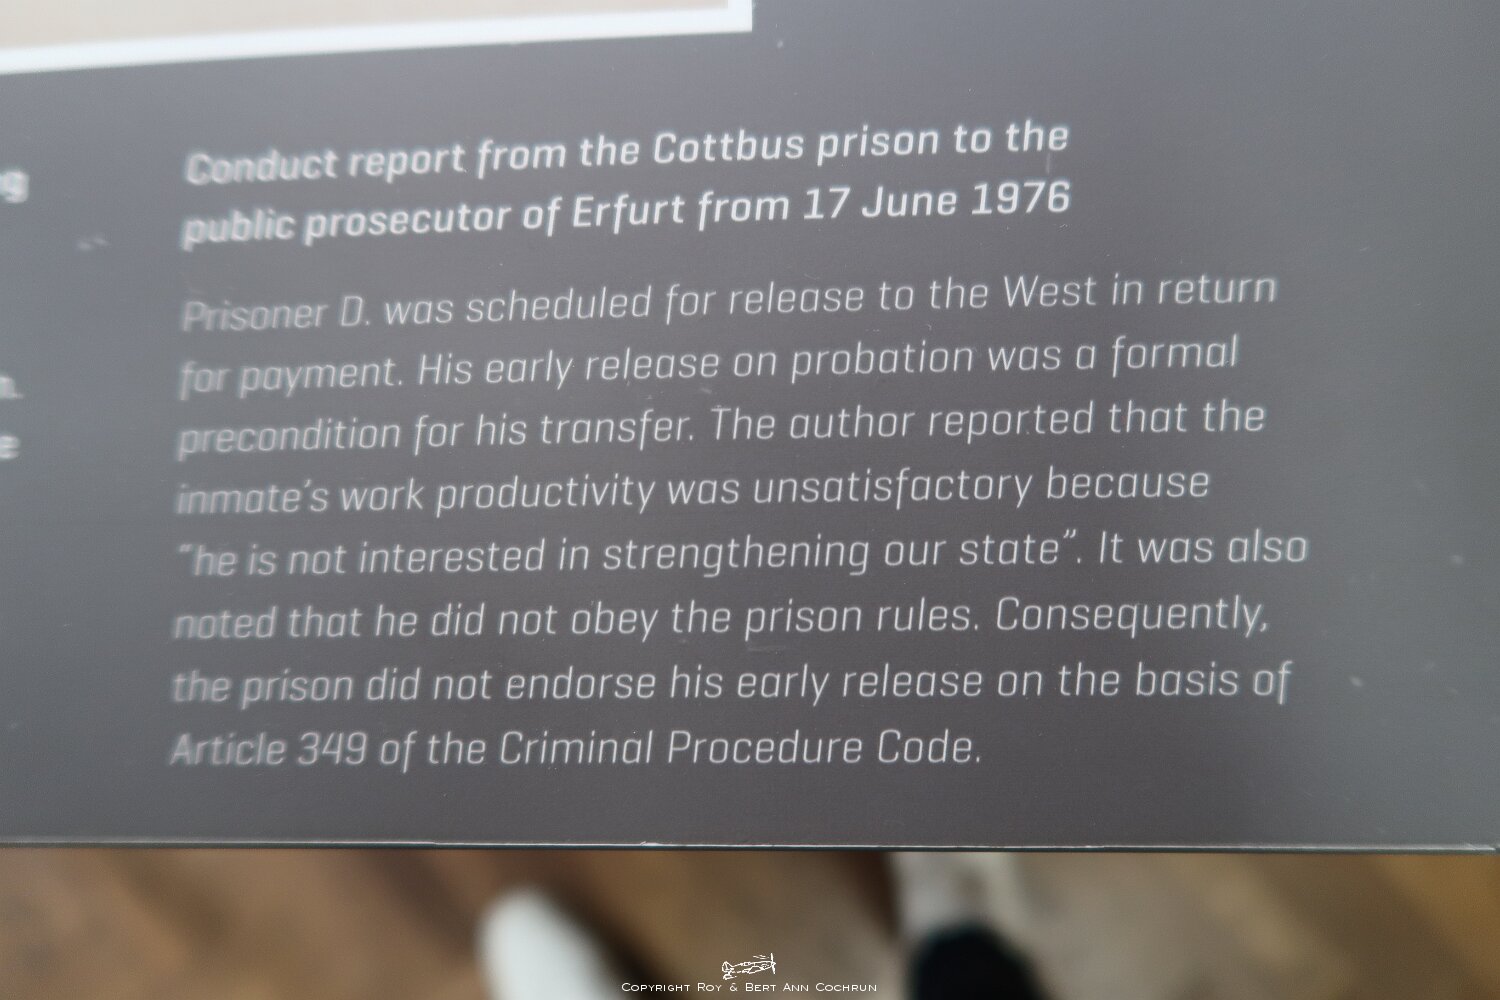 Conduct report from the Cottbus prison to the
public prosecutor of Erfurt from 17 June 1976
Prisoner D. was scheduled for release to the West in return
for payment. His early release on probation was a formal
precondition for his transfer. The author reported that the
inmate's work productivity was unsatisfactory because
"he is not interested in strengthening our state". It was also
noted that he did not obey the prison rules. Consequently,
the prison did not endorse his early release on the basis of
Article 349 of the Criminal Procedure Code.
Copyright Roy & Bert Ann Cochrun